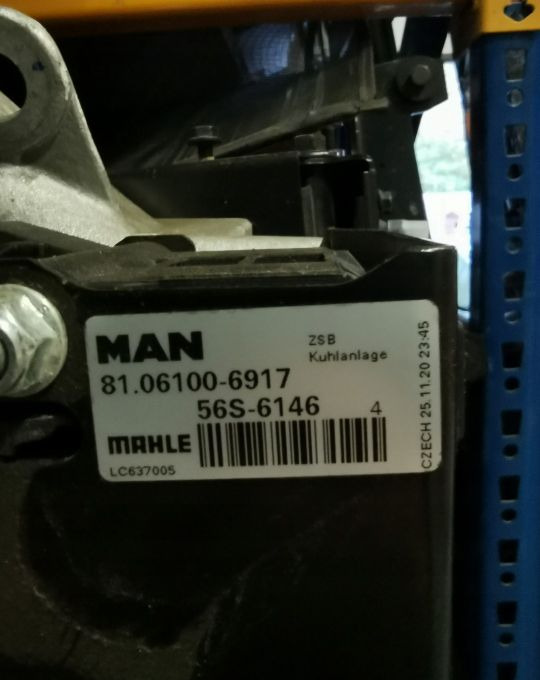 MAN
ZSB
Kuhlanlage
81.06100-6917
56S-6146 4
MAHLE
LC637005
CZECH 25.11.20 23:45